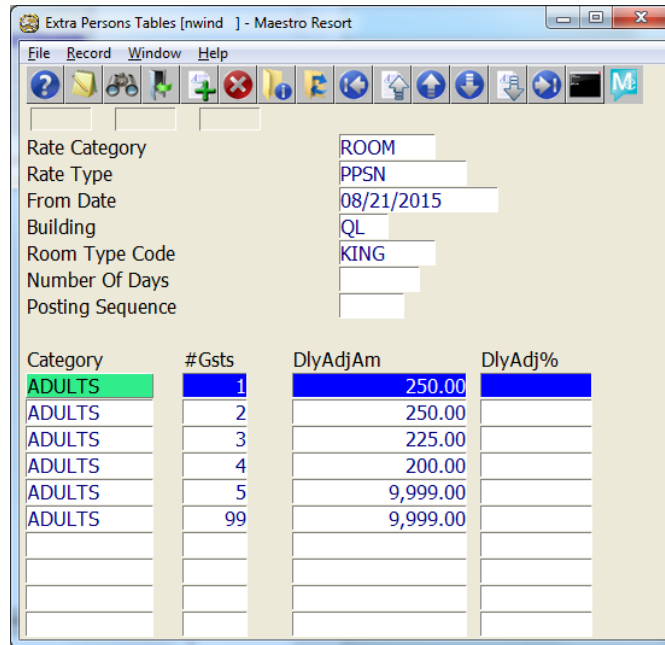 Extra Persons Tables [nwind   ] - Maestro Resort
File Record Window Help
Rate Category ROOM
Rate Type PPSN
From Date 08/21/2015
Building QL
Room Type Code KING
Number Of Days
Posting Sequence
Category #Gsts DlyAdjAm DlyAdj%
ADULTS 1 250.00
ADULTS 2 250.00
ADULTS 3 225.00
ADULTS 4 200.00
ADULTS 5 9,999.00
ADULTS 99 9,999.00